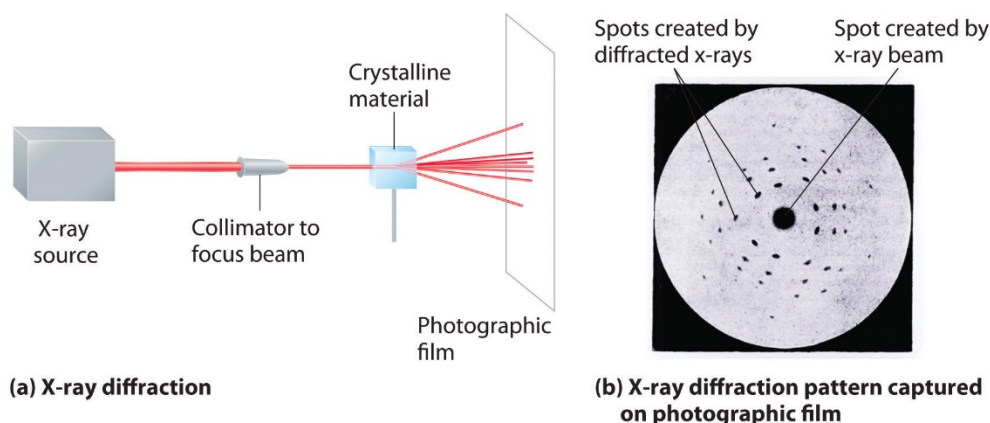 X-ray
source
Collimator to
focus beam
Crystalline
material
Photographic
film
(a) X-ray diffraction
Spots created by
diffracted x-rays
Spot created by
x-ray beam
(b) X-ray diffraction pattern captured
on photographic film